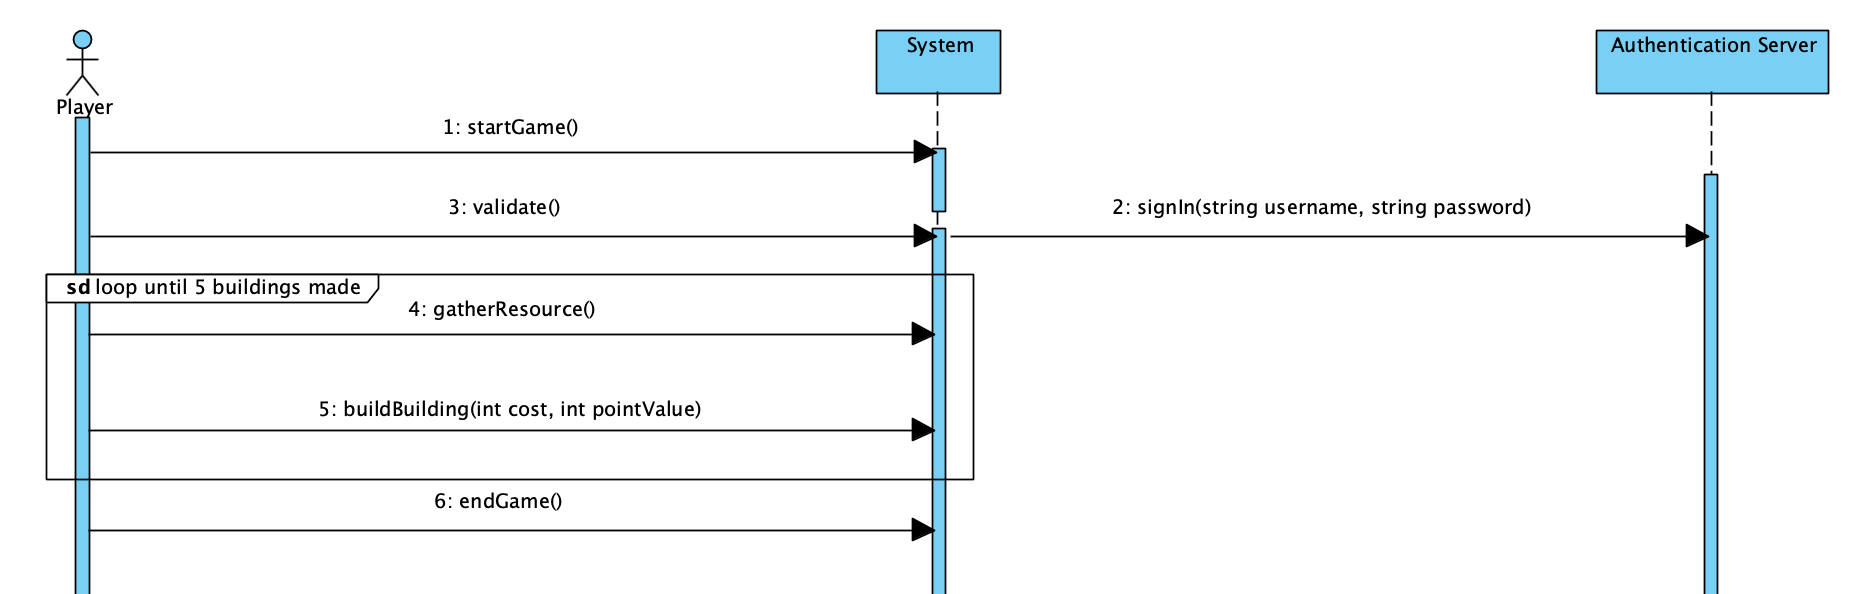 Player
System
Authentication Server
1: startGame()
3: validate()
2: signIn(string username, string password)
sd loop until 5 buildings made
4: gatherResource()
5: buildBuilding(int cost, int pointValue)
6: endGame()